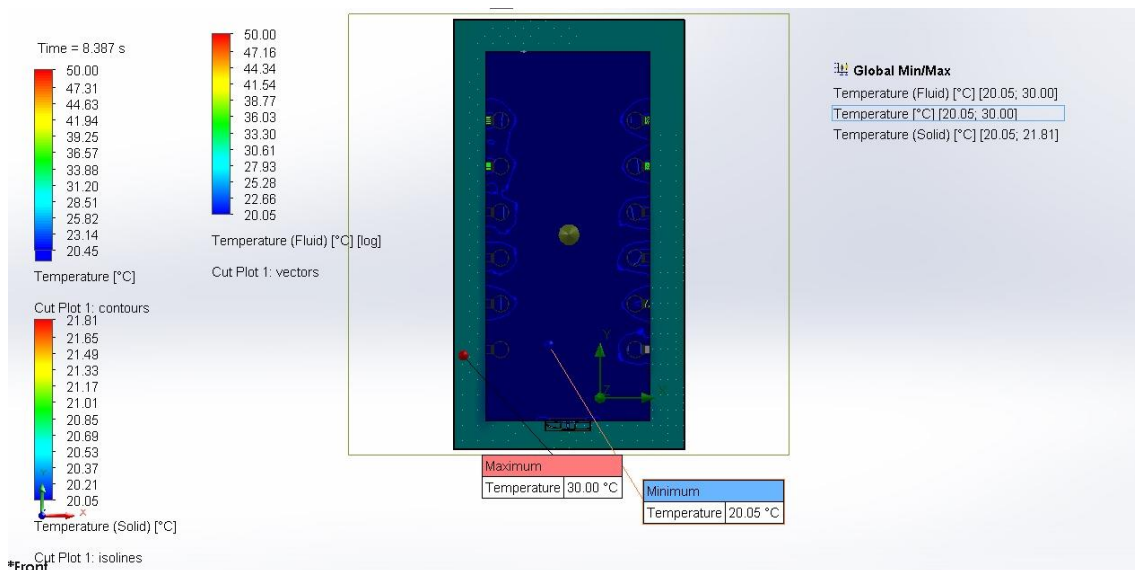 Time = 8.387 s
50.00
47.31
44.63
41.94
39.25
36.57
33.88
31.20
28.51
25.82
23.14
20.45
Temperature [°C]
Cut Plot 1: contours
50.00
47.16
44.34
41.54
38.77
36.03
33.30
30.61
27.93
25.28
22.66
20.05
Temperature (Fluid) [°C] [log]
Cut Plot 1: vectors
21.81
21.65
21.49
21.33
21.17
21.01
20.85
20.69
20.53
20.37
20.21
20.05
X
Temperature (Solid) [°C]
Cut Plot 1: isolines
*Front
Y
Z
X
Maximum
Temperature 30.00 °C
Minimum
Temperature 20.05 °C
Global Min/Max
Temperature (Fluid) [°C] [20.05; 30.00]
Temperature [°C] [20.05; 30.00]
Temperature (Solid) [°C] [20.05; 21.81]